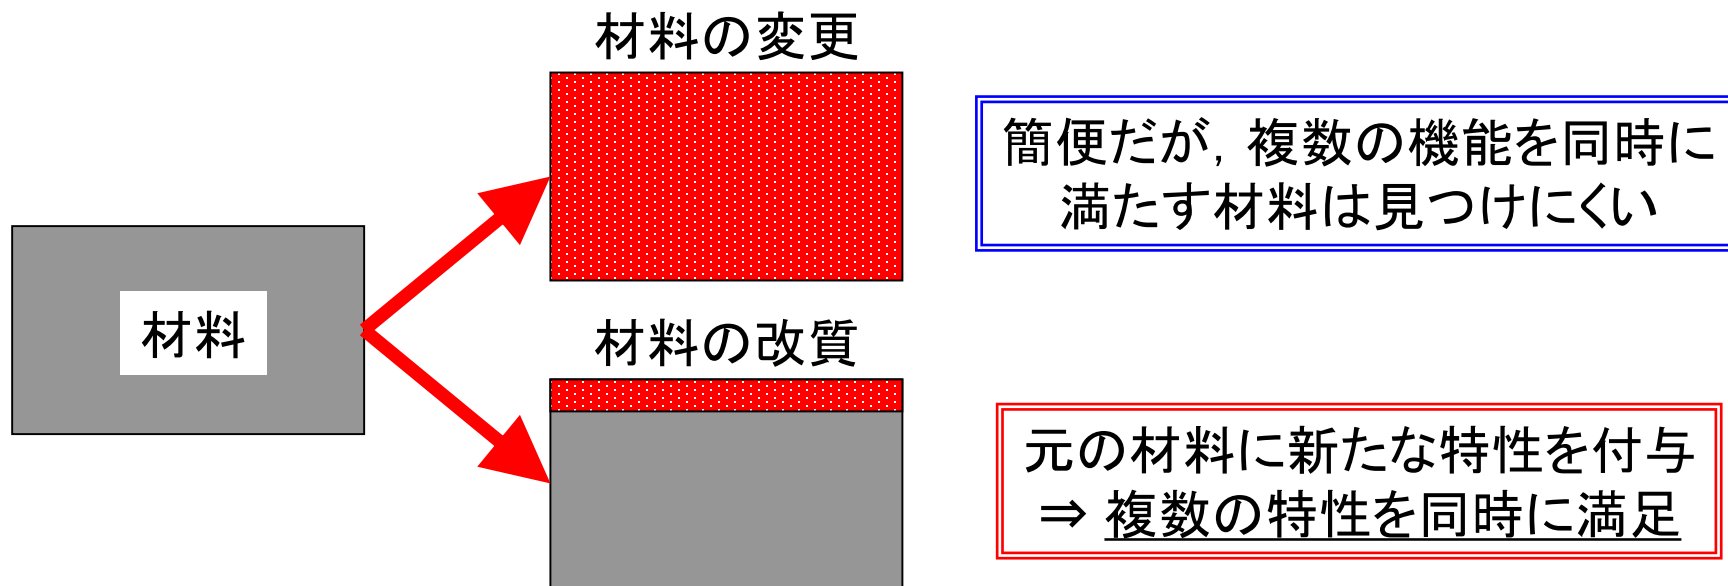 材料の変更
簡便だが，複数の機能を同時に
満たす材料は見つけにくい
材料
材料の改質
元の材料に新たな特性を付与
⇒ 複数の特性を同時に満足